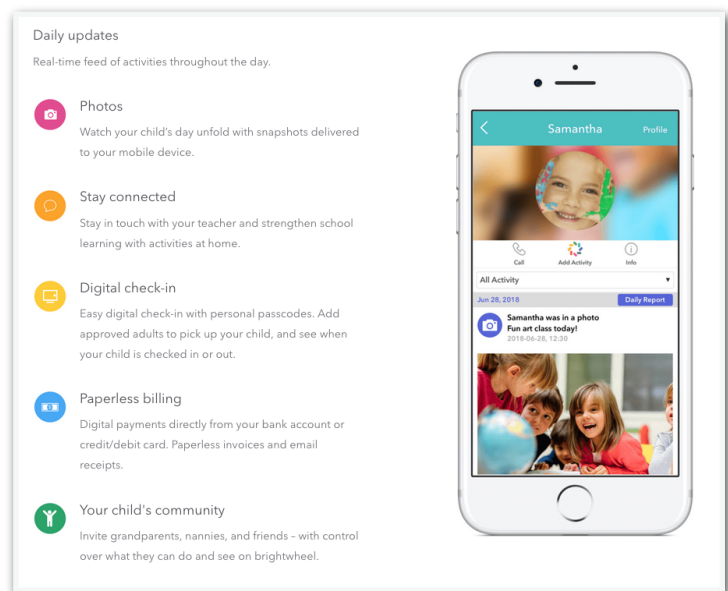 Daily updates
Real-time feed of activities throughout the day.
Photos
Watch your child's day unfold with snapshots delivered
to your mobile device.
Stay connected
Stay in touch with your teacher and strengthen school
learning with activities at home.
Digital check-in
Easy digital check-in with personal passcodes. Add
approved adults to pick up your child, and see when
your child is checked in or out.
Paperless billing
Digital payments directly from your bank account or
credit/debit card. Paperless invoices and email
receipts.
Your child's community
Invite grandparents, nannies, and friends – with control
over what they can do and see on brightwheel.
Samantha
Profile
Call
Add Activity
Info
All Activity
Jun 28, 2018
Daily Report
Samantha was in a photo
Fun art class today!
2018-06-28, 12:30